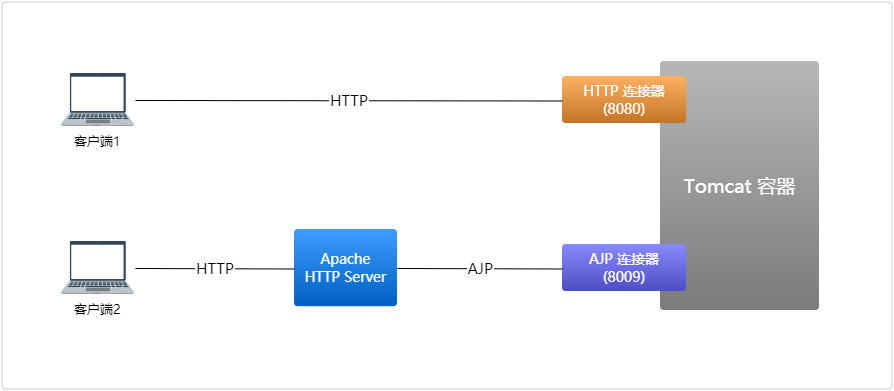 客户端1
HTTP
HTTP 连接器
(8080)
Tomcat 容器
客户端2
HTTP
Apache
HTTP Server
AJP
AJP 连接器
(8009)